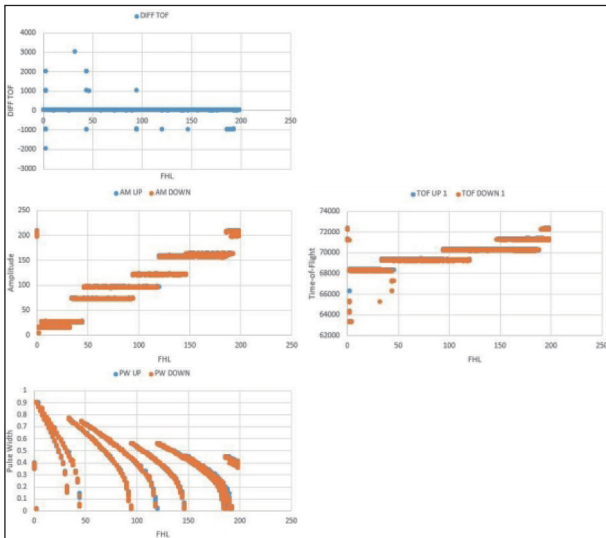 DIFF TOF
4000
3000
2000
1000
0
-1000
-2000
-3000
0 50 100 150 200 250
DIFF TOF
FHL
AM UP AM DOWN
250
200
150
100
50
0
0 50 100 150 200 250
Amplitude
FHL
TOF UP 1 TOF DOWN 1
74000
72000
70000
68000
66000
64000
62000
0 50 100 150 200 250
Time-of-Flight
FHL
PW UP PW DOWN
1
0.9
0.8
0.7
0.6
0.5
0.4
0.3
0.2
0.1
0
0 50 100 150 200 250
Pulse Width
FHL